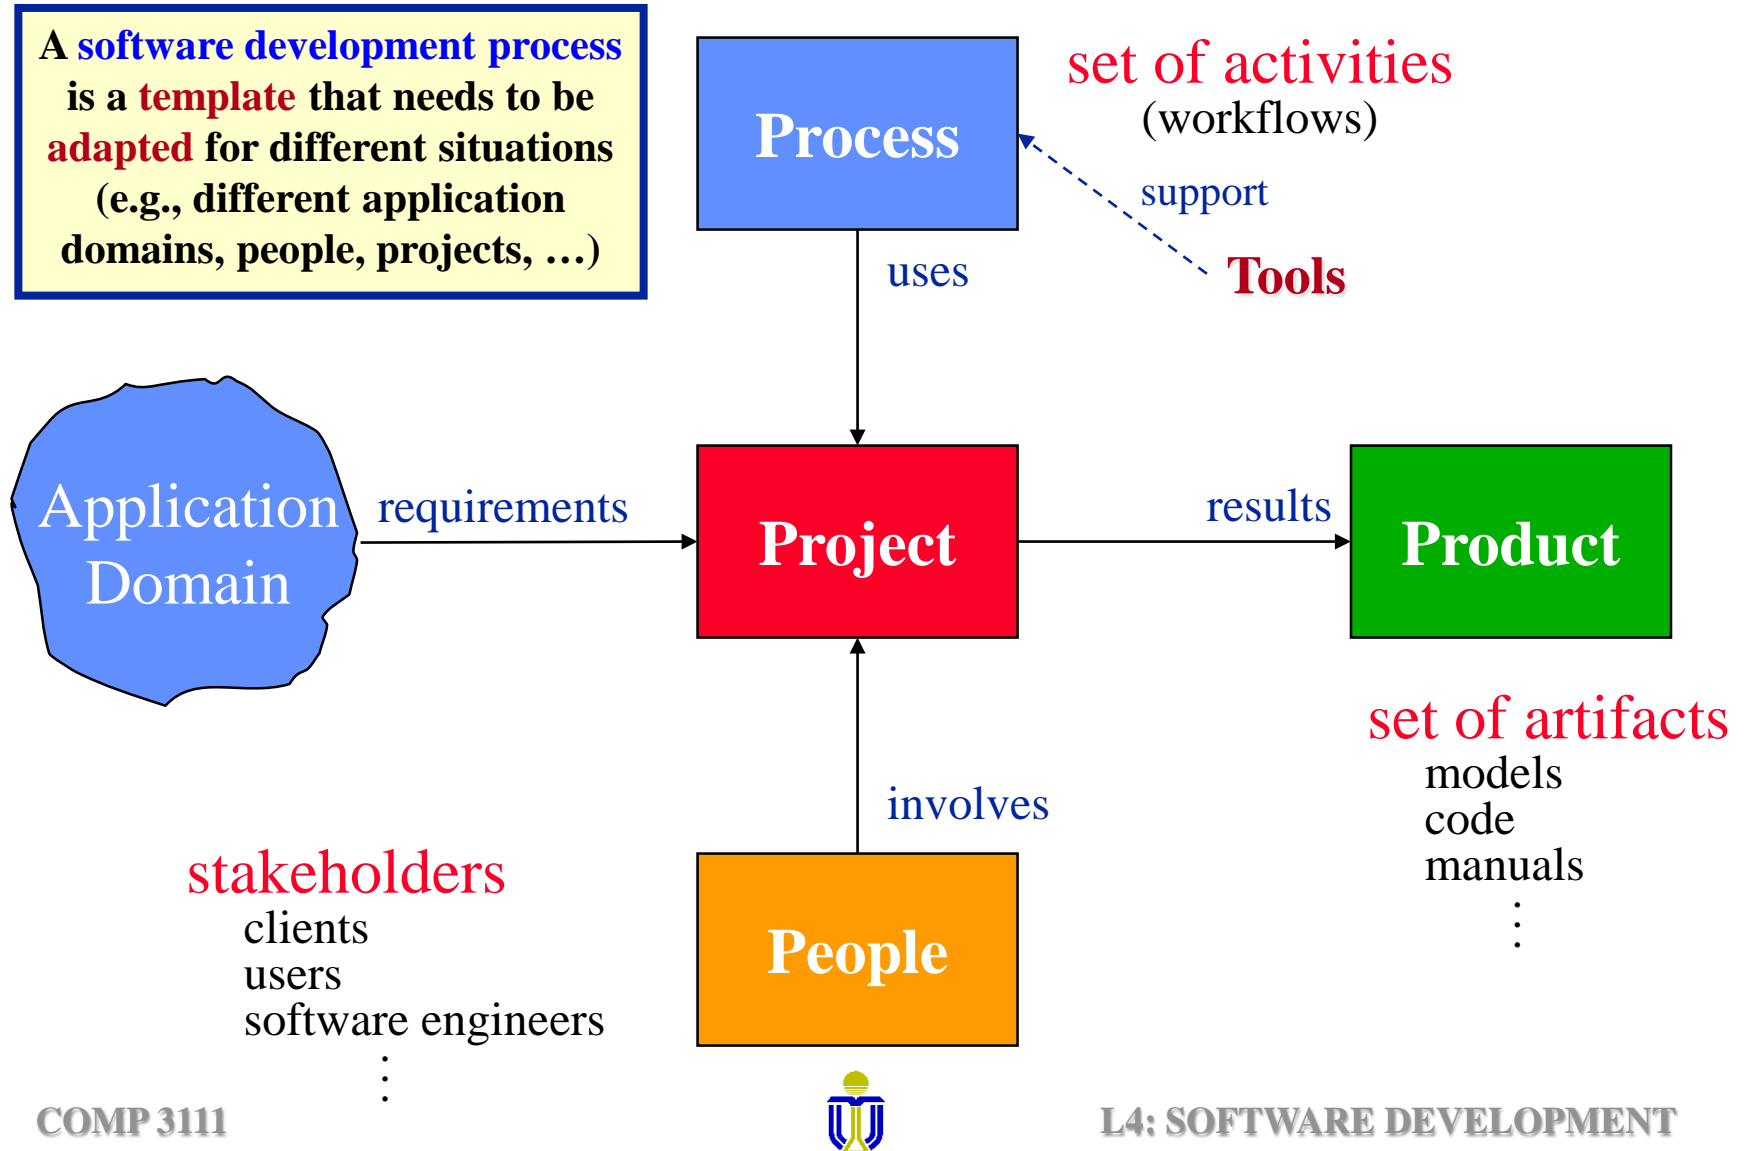 A software development process
is a template that needs to be
adapted for different situations
(e.g., different application
domains, people, projects, …)
Process
set of activities
(workflows)
support
Tools
uses
Application
Domain
requirements
Project
results
Product
set of artifacts
models
code
manuals
⋮
involves
stakeholders
clients
users
software engineers
⋮
People
COMP 3111
L4: SOFTWARE DEVELOPMENT